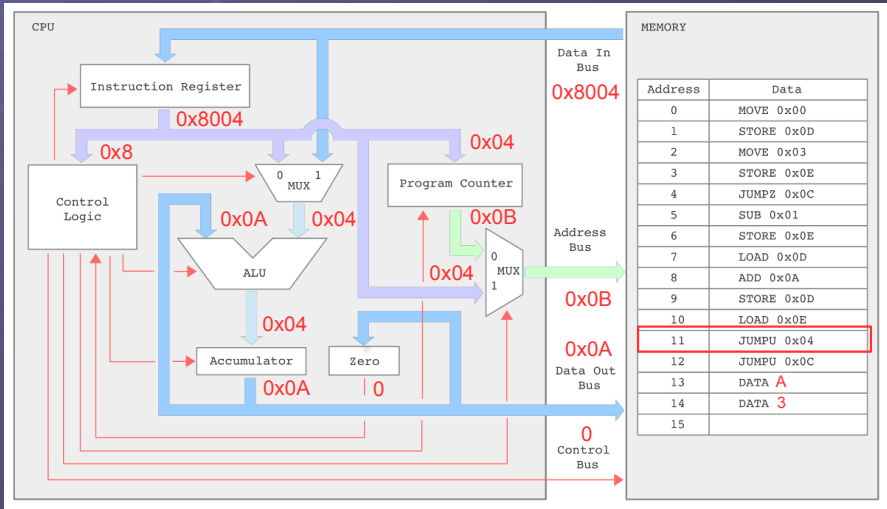 CPU
MEMORY
Data In
Bus
0x8004
Instruction Register
0x8004
0x8
0x04
Control
Logic
0 1
MUX
Program Counter
0x0A
0x04
0x0B
Address
Bus
0
MUX
1
ALU
0x04
0x0B
0x04
0x0A
Accumulator
Zero
Data Out
Bus
0x0A
0
0
Control
Bus
Address Data
0 MOVE 0x00
1 STORE 0x0D
2 MOVE 0x03
3 STORE 0x0E
4 JUMPZ 0x0C
5 SUB 0x01
6 STORE 0x0E
7 LOAD 0x0D
8 ADD 0x0A
9 STORE 0x0D
10 LOAD 0x0E
11 JUMPU 0x04
12 JUMPU 0x0C
13 DATA A
14 DATA 3
15